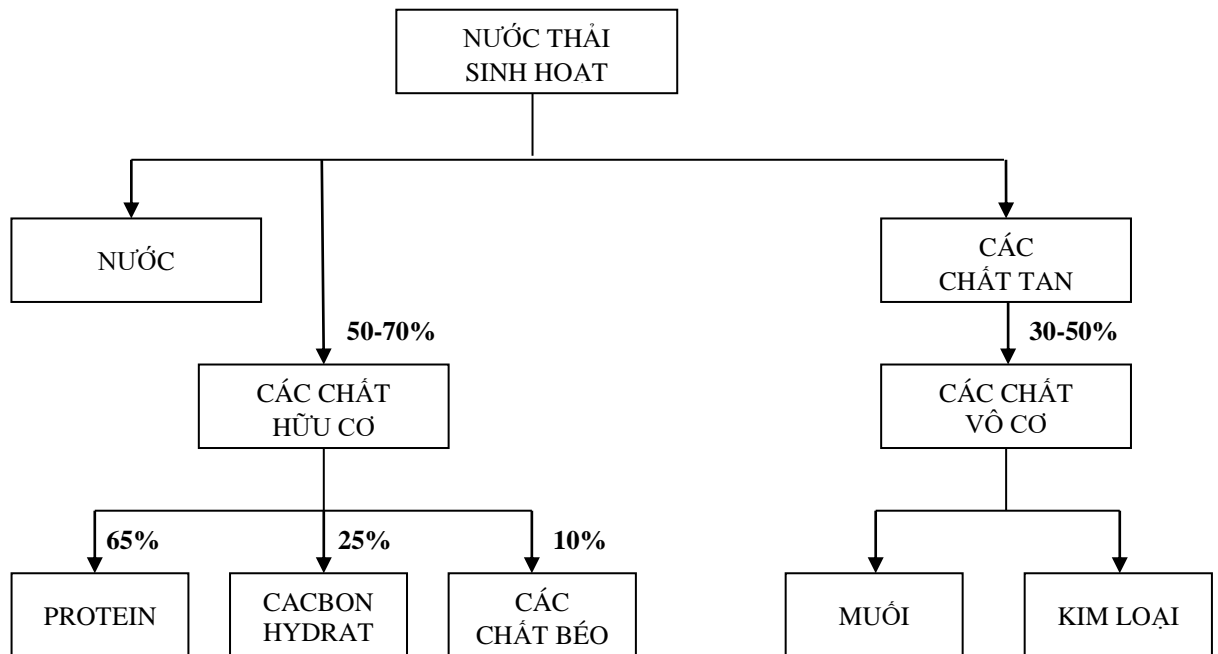 NƯỚC THẢI
SINH HOAT
NƯỚC
CÁC
CHẤT TAN
50-70%
30-50%
CÁC CHẤT
HỮU CƠ
CÁC CHẤT
VÔ CƠ
65%
25%
10%
PROTEIN
CACBON
HYDRAT
CÁC
CHẤT BÉO
MUỐI
KIM LOẠI